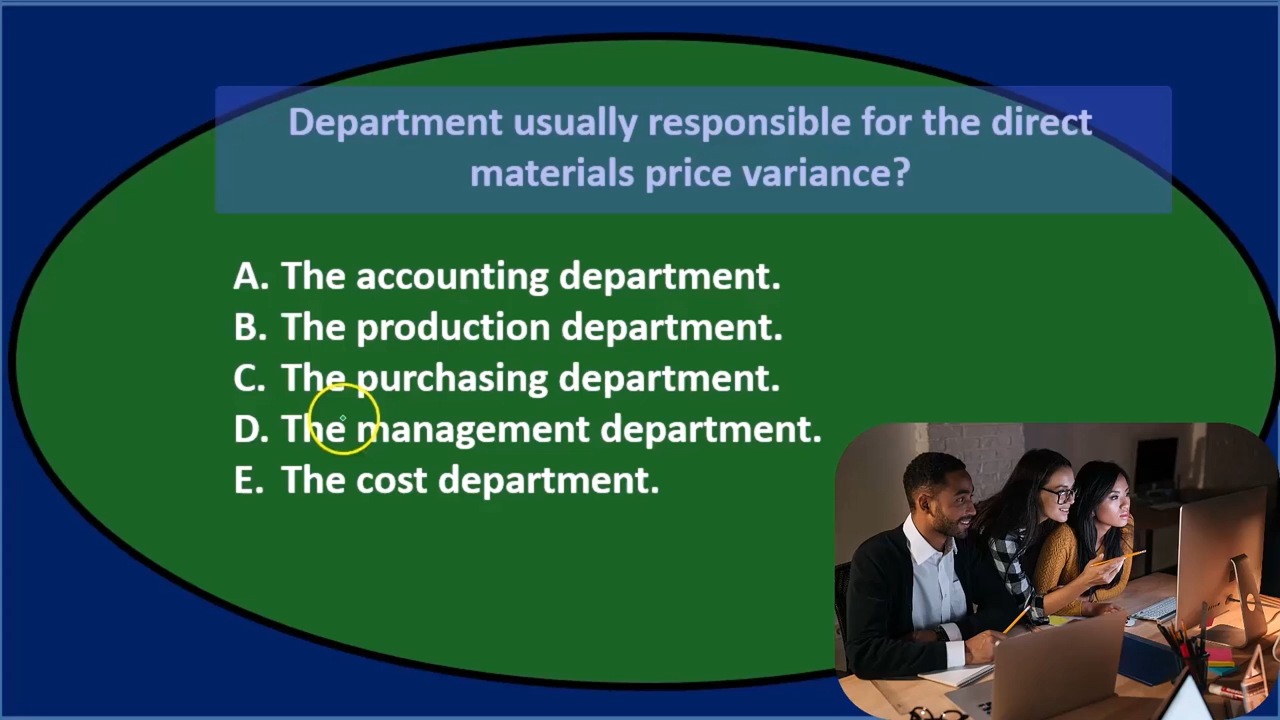 Department usually responsible for the direct
materials price variance?
A. The accounting department.
B. The production department.
C. The purchasing department.
D. The management department.
E. The cost department.